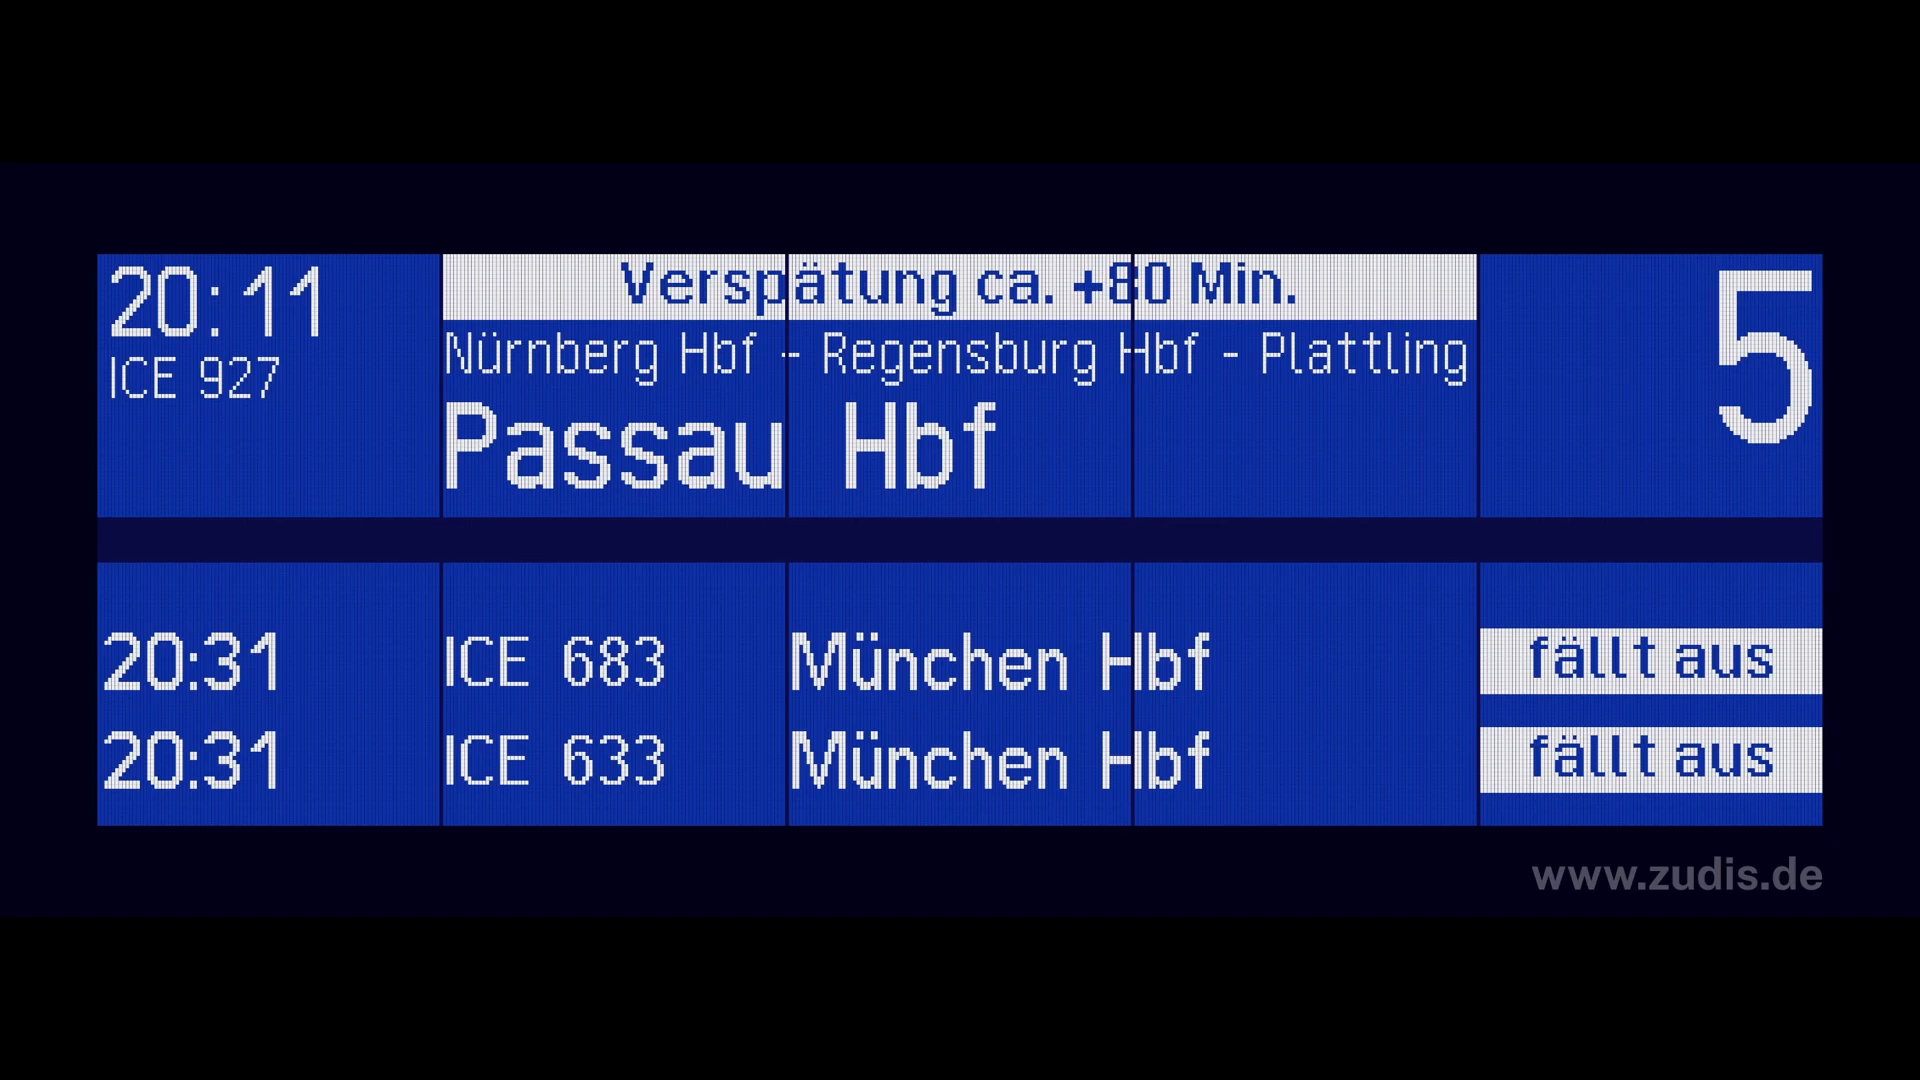 20:11
Verspätung ca. +80 Min.
5
ICE 927
Nürnberg Hbf - Regensburg Hbf - Plattling
Passau Hbf
20:31 ICE 683 München Hbf fällt aus
20:31 ICE 633 München Hbf fällt aus
www.zudis.de